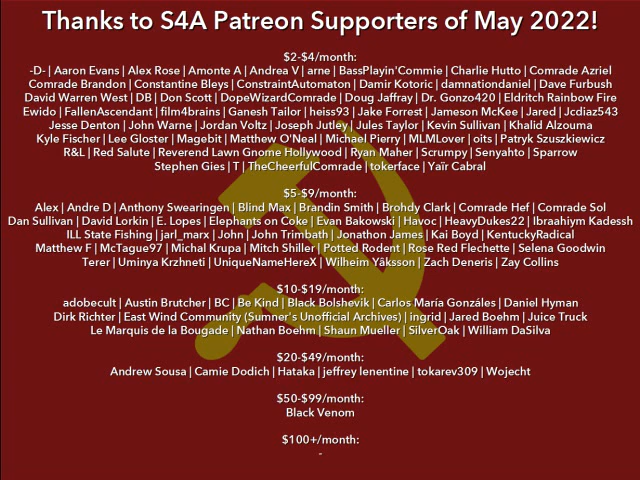 Thanks to S4A Patreon Supporters of May 2022!
$2-$4/month:
-D- | Aaron Evans | Alex Rose | Amonte A | Andrea V | arne | BassPlayin'Commie | Charlie Hutto | Comrade Azriel
Comrade Brandon | Constantine Bleys | ConstraintAutomaton | Damir Kotoric | damnationdaniel | Dave Furbush
David Warren West | DB | Don Scott | DopeWizardComrade | Doug Jaffray | Dr. Gonzo420 | Eldritch Rainbow Fire
Ewido | FallenAscendant | film4brains | Ganesh Tailor | heiss93 | Jake Forrest | Jameson McKee | Jared | Jcdiaz543
Jesse Denton | John Warne | Jordan Voltz | Joseph Jutley | Jules Taylor | Kevin Sullivan | Khalid Alzouma
Kyle Fischer | Lee Gloster | Magebit | Matthew O'Neal | Michael Pierry | MLMLover | oits | Patryk Szuszkiewicz
R&L | Red Salute | Reverend Lawn Gnome Hollywood | Ryan Maher | Scrumpy | Senyahto | Sparrow
Stephen Gies | T | TheCheerfulComrade | tokerface | Yaïr Cabral
$5-$9/month:
Alex | Andre D | Anthony Swearingen | Blind Max | Brandin Smith | Brohdy Clark | Comrade Hef | Comrade Sol
Dan Sullivan | David Lorkin | E. Lopes | Elephants on Coke | Evan Bakowski | Havoc | HeavyDukes22 | Ibraahiym Kadessh
ILL State Fishing | jarl_marx | John | John Trimbath | Jonathon James | Kai Boyd | KentuckyRadical
Matthew F | McTague97 | Michal Krupa | Mitch Shiller | Potted Rodent | Rose Red Flechette | Selena Goodwin
Terer | Uminya Krzhneti | UniqueNameHereX | Wilheim Yäksson | Zach Deneris | Zay Collins
$10-$19/month:
adobecult | Austin Brutcher | BC | Be Kind | Black Bolshevik | Carlos María Gonzáles | Daniel Hyman
Dirk Richter | East Wind Community (Sumner's Unofficial Archives) | ingrid | Jared Boehm | Juice Truck
Le Marquis de la Bougade | Nathan Boehm | Shaun Mueller | SilverOak | William DaSilva
$20-$49/month:
Andrew Sousa | Camie Dodich | Hataka | jeffrey lenentine | tokarev309 | Wojecht
$50-$99/month:
Black Venom
$100+/month:
-